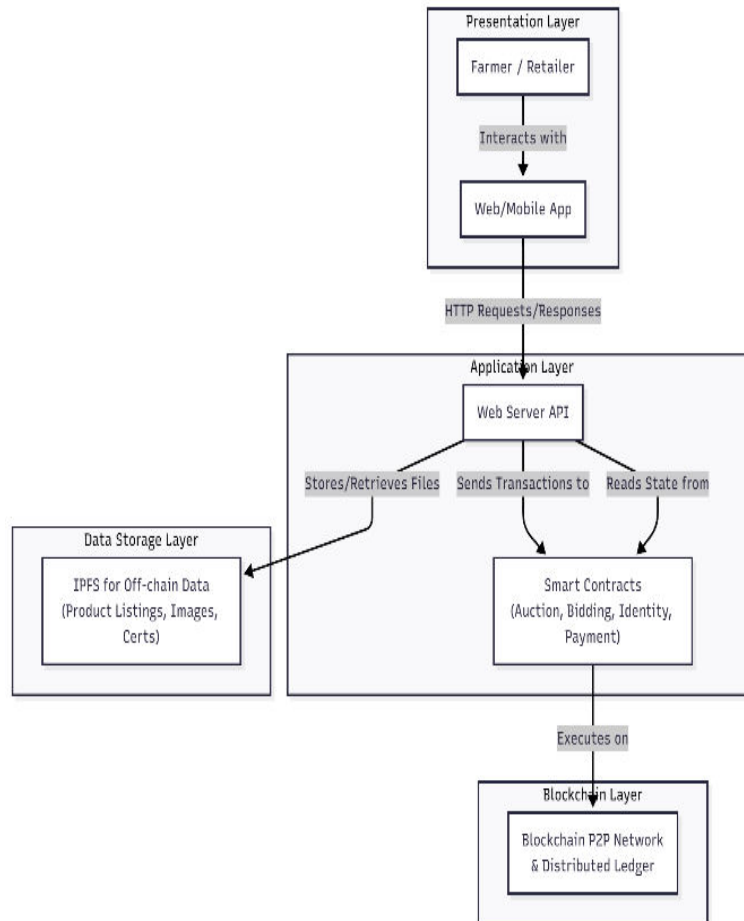 Presentation Layer
Farmer / Retailer
Interacts with
Web/Mobile App
HTTP Requests/Responses
Application Layer
Web Server API
Stores/Retrieves Files
Sends Transactions to
Reads State from
Data Storage Layer
IPFS for Off-chain Data
(Product Listings, Images,
Certs)
Smart Contracts
(Auction, Bidding, Identity,
Payment)
Executes on
Blockchain Layer
Blockchain P2P Network
& Distributed Ledger